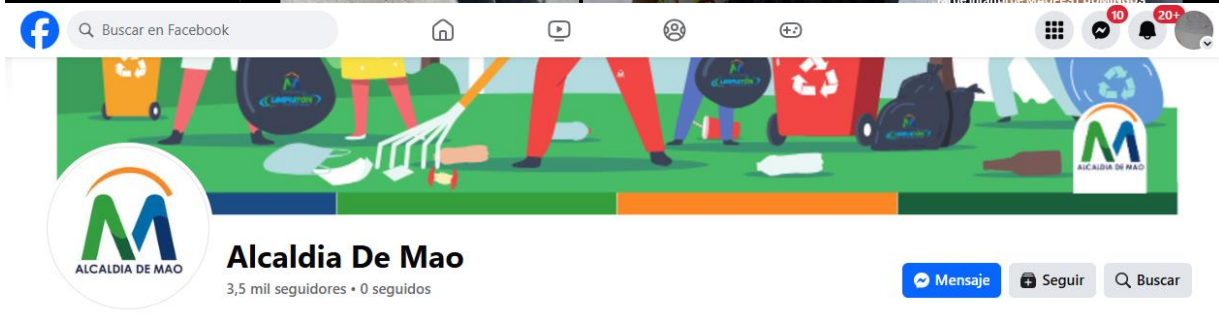 Buscar en Facebook
10
20+
LIMPIATÓN
ALCALDIA DE MAO
ALCALDIA DE MAO
Alcaldia De Mao
3,5 mil seguidores • 0 seguidos
Mensaje
Seguir
Buscar